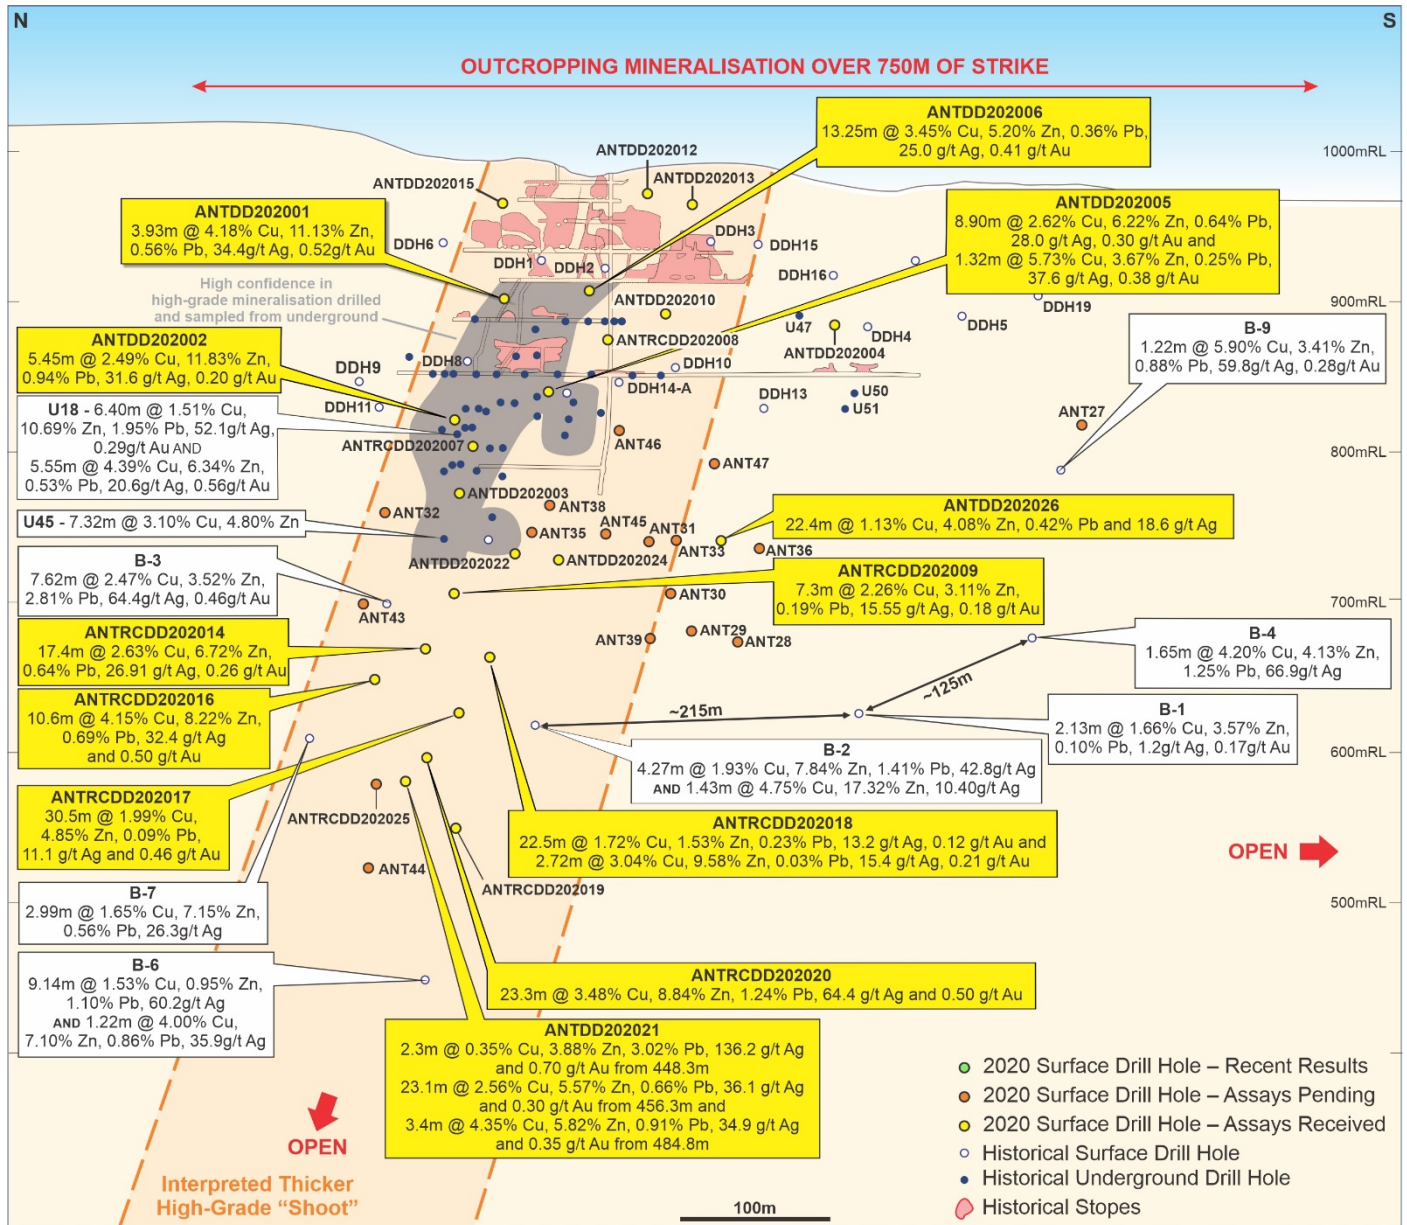 N
S
OUTCROPPING MINERALISATION OVER 750M OF STRIKE
ANTDD202006
13.25m @ 3.45% Cu, 5.20% Zn, 0.36% Pb,
25.0 g/t Ag, 0.41 g/t Au
ANTDD202012
1000mRL
ANTDD202013
ANTDD202015
ANTDD202001
3.93m @ 4.18% Cu, 11.13% Zn,
0.56% Pb, 34.4g/t Ag, 0.52g/t Au
ANTDD202005
8.90m @ 2.62% Cu, 6.22% Zn, 0.64% Pb,
28.0 g/t Ag, 0.30 g/t Au and
1.32m @ 5.73% Cu, 3.67% Zn, 0.25% Pb,
37.6 g/t Ag, 0.38 g/t Au
DDH6
DDH3
DDH15
DDH1
DDH2
DDH16
High confidence in
high-grade mineralisation drilled
and sampled from underground
ANTDD202010
900mRL
DDH19
DDH5
U47
DDH4
ANTRCDD202008
ANTDD202004
ANTDD202002
5.45m @ 2.49% Cu, 11.83% Zn,
0.94% Pb, 31.6 g/t Ag, 0.20 g/t Au
B-9
1.22m @ 5.90% Cu, 3.41% Zn,
0.88% Pb, 59.8g/t Ag, 0.28g/t Au
DDH9
DDH8
DDH10
DDH14-A
DDH13
U50
U51
DDH11
ANT27
U18 - 6.40m @ 1.51% Cu,
10.69% Zn, 1.95% Pb, 52.1g/t Ag,
0.29g/t Au AND
5.55m @ 4.39% Cu, 6.34% Zn,
0.53% Pb, 20.6g/t Ag, 0.56g/t Au
ANTRCDD202007
ANT46
800mRL
ANT47
ANTDD202003
ANT32
ANT38
ANTDD202026
22.4m @ 1.13% Cu, 4.08% Zn, 0.42% Pb and 18.6 g/t Ag
U45 - 7.32m @ 3.10% Cu, 4.80% Zn
ANT35
ANT45
ANT31
ANT33
ANT36
ANTDD202022
ANTDD202024
B-3
7.62m @ 2.47% Cu, 3.52% Zn,
2.81% Pb, 64.4g/t Ag, 0.46g/t Au
ANTRCDD202009
7.3m @ 2.26% Cu, 3.11% Zn,
0.19% Pb, 15.55 g/t Ag, 0.18 g/t Au
ANT43
ANT30
700mRL
ANTRCDD202014
17.4m @ 2.63% Cu, 6.72% Zn,
0.64% Pb, 26.91 g/t Ag, 0.26 g/t Au
ANT39
ANT29
ANT28
B-4
1.65m @ 4.20% Cu, 4.13% Zn,
1.25% Pb, 66.9g/t Ag
~125m
ANTRCDD202016
10.6m @ 4.15% Cu, 8.22% Zn,
0.69% Pb, 32.4 g/t Ag
and 0.50 g/t Au
~215m
B-1
2.13m @ 1.66% Cu, 3.57% Zn,
0.10% Pb, 1.2g/t Ag, 0.17g/t Au
B-2
4.27m @ 1.93% Cu, 7.84% Zn, 1.41% Pb, 42.8g/t Ag
AND 1.43m @ 4.75% Cu, 17.32% Zn, 10.40g/t Ag
600mRL
ANTRCDD202017
30.5m @ 1.99% Cu,
4.85% Zn, 0.09% Pb,
11.1 g/t Ag and 0.46 g/t Au
ANTRCDD202025
ANTRCDD202018
22.5m @ 1.72% Cu, 1.53% Zn, 0.23% Pb, 13.2 g/t Ag, 0.12 g/t Au and
2.72m @ 3.04% Cu, 9.58% Zn, 0.03% Pb, 15.4 g/t Ag, 0.21 g/t Au
OPEN
ANT44
ANTRCDD202019
B-7
2.99m @ 1.65% Cu, 7.15% Zn,
0.56% Pb, 26.3g/t Ag
500mRL
B-6
9.14m @ 1.53% Cu, 0.95% Zn,
1.10% Pb, 60.2g/t Ag
AND 1.22m @ 4.00% Cu,
7.10% Zn, 0.86% Pb, 35.9g/t Ag
ANTRCDD202020
23.3m @ 3.48% Cu, 8.84% Zn, 1.24% Pb, 64.4 g/t Ag and 0.50 g/t Au
ANTDD202021
2.3m @ 0.35% Cu, 3.88% Zn, 3.02% Pb, 136.2 g/t Ag
and 0.70 g/t Au from 448.3m
23.1m @ 2.56% Cu, 5.57% Zn, 0.66% Pb, 36.1 g/t Ag
and 0.30 g/t Au from 456.3m and
3.4m @ 4.35% Cu, 5.82% Zn, 0.91% Pb, 34.9 g/t Ag
and 0.35 g/t Au from 484.8m
OPEN
Interpreted Thicker
High-Grade “Shoot”
2020 Surface Drill Hole – Recent Results
2020 Surface Drill Hole – Assays Pending
2020 Surface Drill Hole – Assays Received
Historical Surface Drill Hole
Historical Underground Drill Hole
Historical Stopes
100m